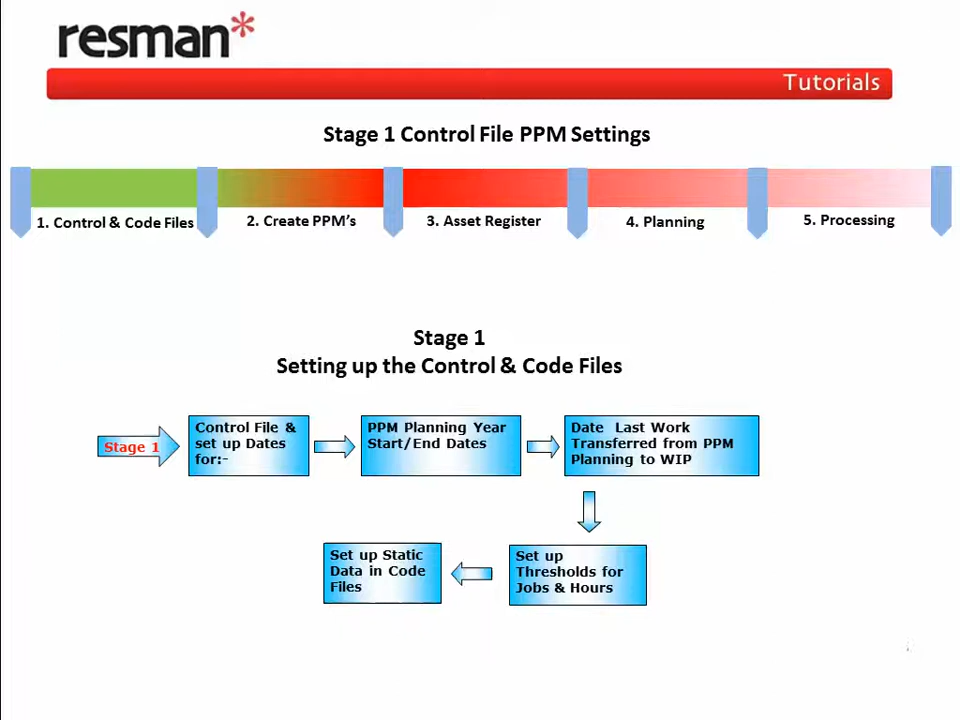 resman*
Tutorials
Stage 1 Control File PPM Settings
1. Control & Code Files
2. Create PPM's
3. Asset Register
4. Planning
5. Processing
Stage 1
Setting up the Control & Code Files
Stage 1
Control File &
set up Dates
for:-
PPM Planning Year
Start/End Dates
Date Last Work
Transferred from PPM
Planning to WIP
Set up
Thresholds for
Jobs & Hours
Set up Static
Data in Code
Files